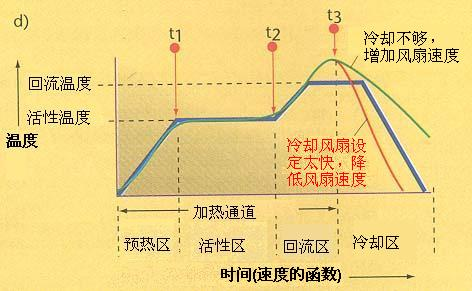 d)
t1
t2
t3
冷却不够，
增加风扇速度
回流温度
活性温度
温度
冷却风扇设
定太快，降
低风扇速度
加热通道
预热区
活性区
回流区
冷却区
时间(速度的函数)